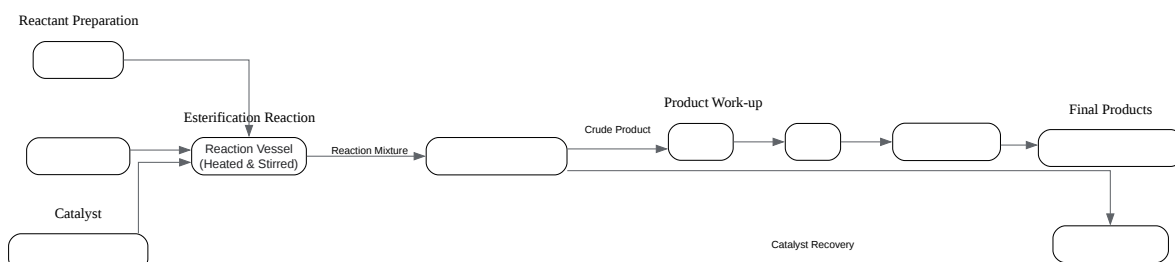 Reactant Preparation
Esterification Reaction
Reaction Vessel
(Heated & Stirred)
Reaction Mixture
Catalyst
Crude Product
Product Work-up
Final Products
Catalyst Recovery